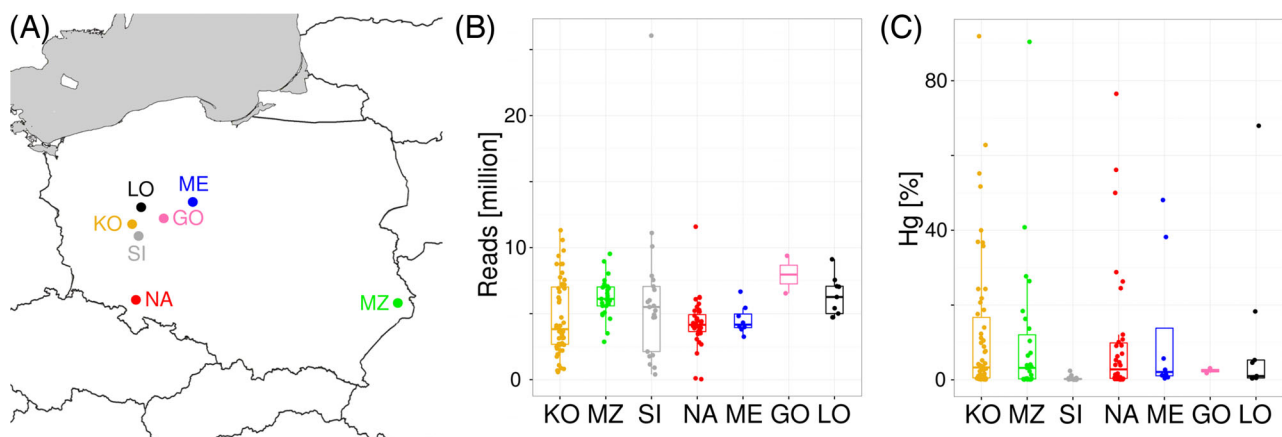 (A)
LO
ME
KO
GO
SI
NA
MZ
(B)
Reads [million]
20
10
0
KO MZ SI NA ME GO LO
(C)
Hg [%]
80
40
0
KO MZ SI NA ME GO LO